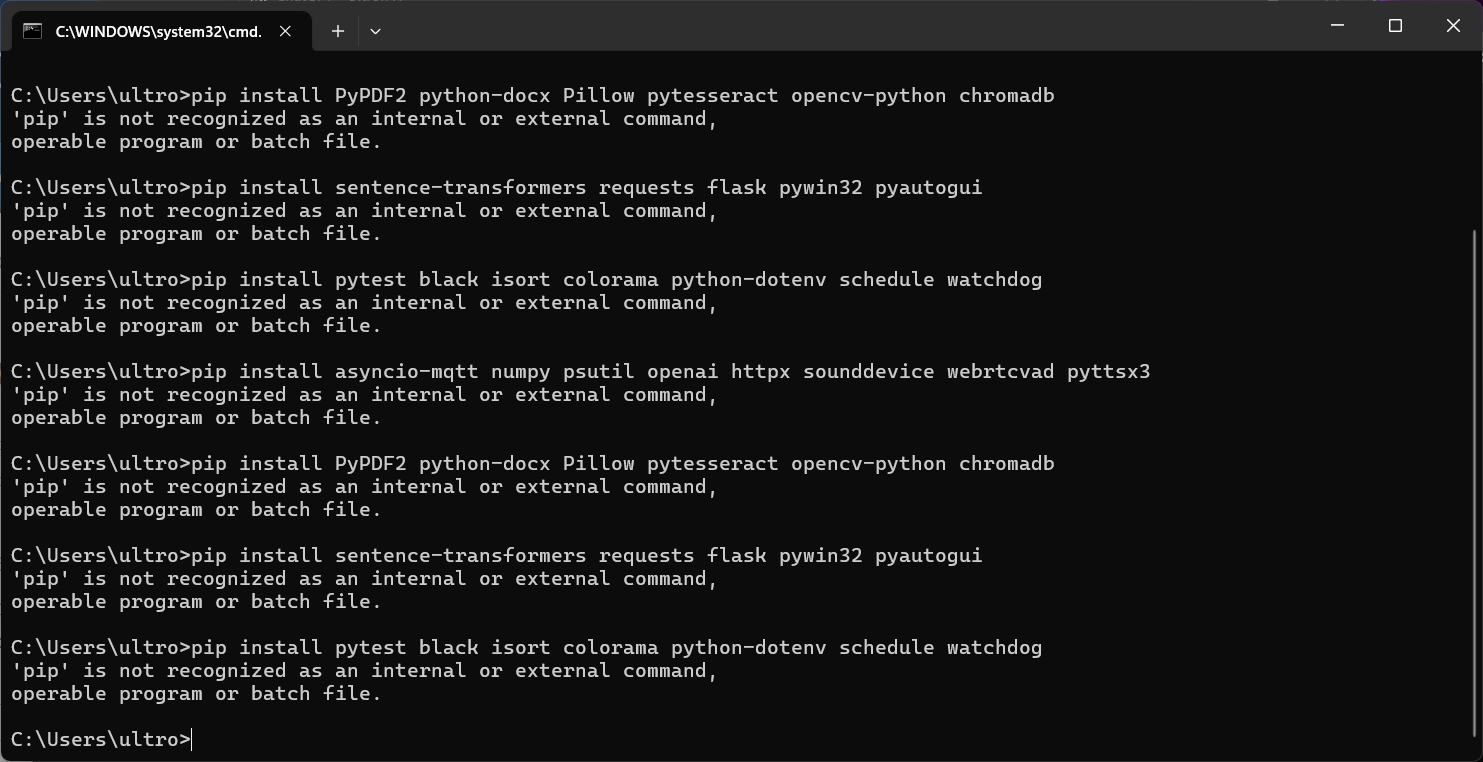 C:\WINDOWS\system32\cmd.
C:\Users\ultro>pip install PyPDF2 python-docx Pillow pytesseract opencv-python chromadb
'pip' is not recognized as an internal or external command,
operable program or batch file.
C:\Users\ultro>pip install sentence-transformers requests flask pywin32 pyautogui
'pip' is not recognized as an internal or external command,
operable program or batch file.
C:\Users\ultro>pip install pytest black isort colorama python-dotenv schedule watchdog
'pip' is not recognized as an internal or external command,
operable program or batch file.
C:\Users\ultro>pip install asyncio-mqtt numpy psutil openai httpx sounddevice webrtcvad pyttsx3
'pip' is not recognized as an internal or external command,
operable program or batch file.
C:\Users\ultro>pip install PyPDF2 python-docx Pillow pytesseract opencv-python chromadb
'pip' is not recognized as an internal or external command,
operable program or batch file.
C:\Users\ultro>pip install sentence-transformers requests flask pywin32 pyautogui
'pip' is not recognized as an internal or external command,
operable program or batch file.
C:\Users\ultro>pip install pytest black isort colorama python-dotenv schedule watchdog
'pip' is not recognized as an internal or external command,
operable program or batch file.
C:\Users\ultro>